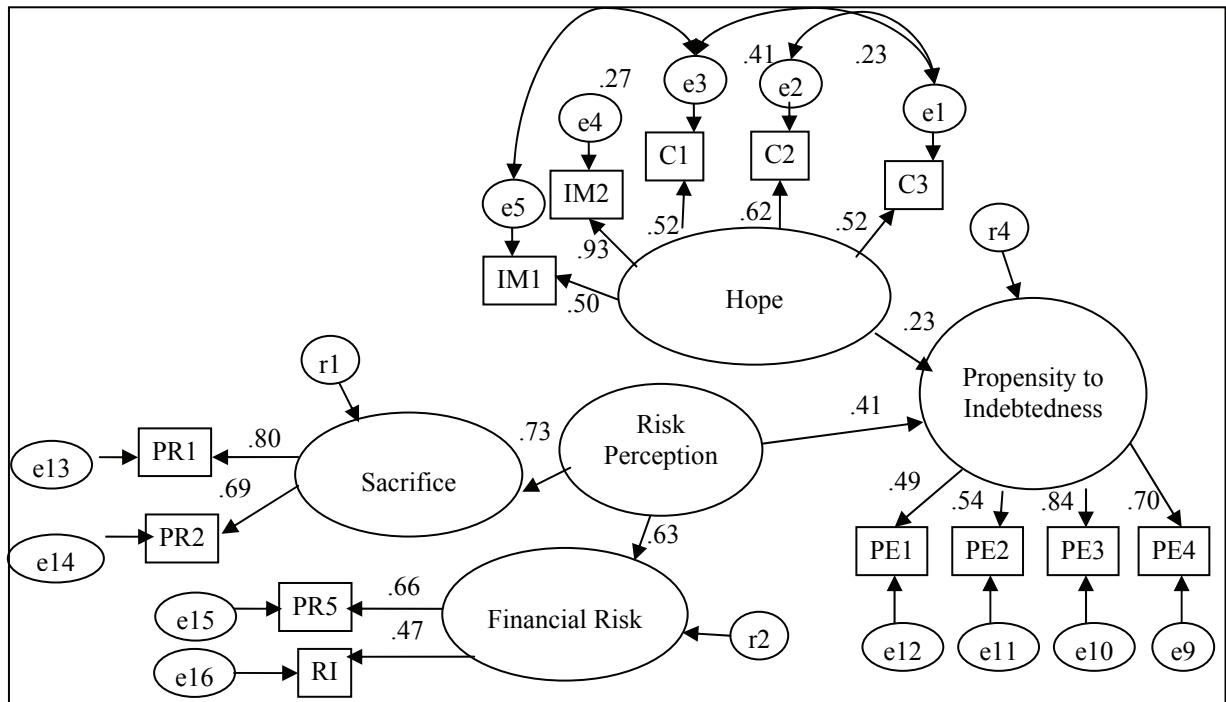 .27
.41
.23
e3
e2
e1
e4
C1
C2
C3
IM2
e5
.52
.62
.52
r4
.93
IM1
.50
Hope
.23
r1
Propensity to
Indebtedness
.41
Risk
Perception
.73
.80
PR1
e13
Sacrifice
.69
.49
.54
.84
.70
PR2
e14
.63
PE1
PE2
PE3
PE4
.66
PR5
e15
Financial Risk
.47
r2
e12
e11
e10
e9
RI
e16